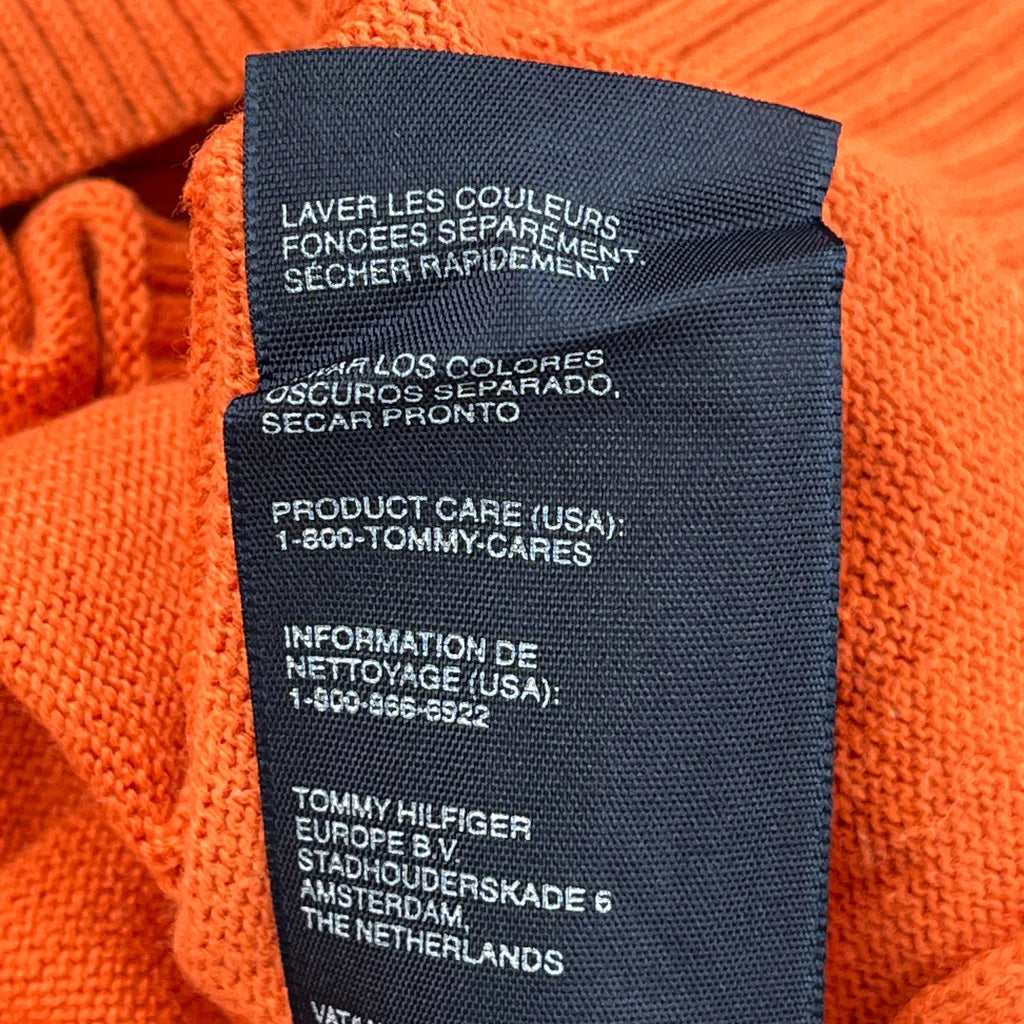 LAVER LES COULEURS
FONCÉES SÉPARÉMENT.
SÉCHER RAPIDEMENT
LOS COLORES
OSCUROS SEPARADO,
SECAR PRONTO
PRODUCT CARE (USA):
1-800-TOMMY-CARES
INFORMATION DE
NETTOYAGE (USA):
1-800-866-6922
TOMMY HILFIGER
EUROPE B.V.
STADHOUDERSKADE 6
AMSTERDAM,
THE NETHERLANDS